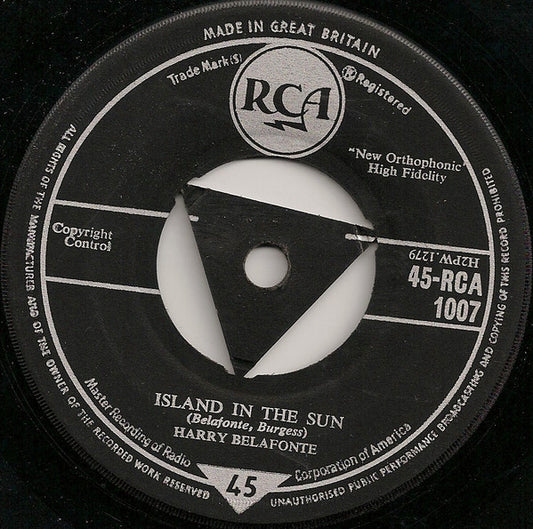 MADE IN GREAT BRITAIN
Trade Mark(s)
RCA
®Registered
"New Orthophonic"
High Fidelity
Copyright
Control
H2PW.1279
45-RCA
1007
ISLAND IN THE SUN
(Belafonte, Burgess)
HARRY BELAFONTE
Master Recording of Radio
Corporation of America
45
ALL RIGHTS OF THE MANUFACTURER AND OF THE OWNER OF THE RECORDED WORK RESERVED
UNAUTHORISED PUBLIC PERFORMANCE BROADCASTING AND COPYING OF THIS RECORD PROHIBITED